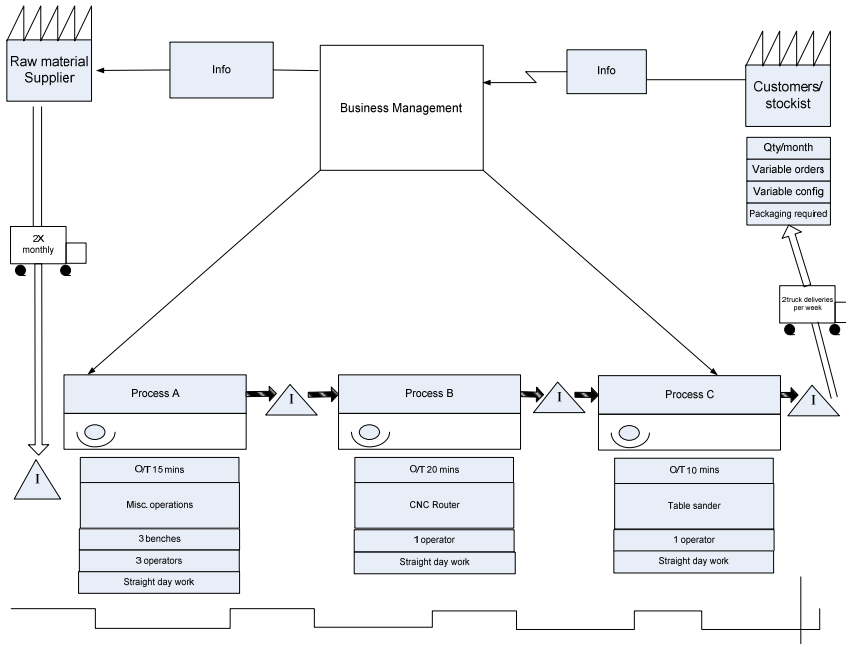 Raw material
Supplier
Info
Business Management
Info
Customers/
stockist
Qty/month
Variable orders
Variable config
Packaging required
2X
monthly
2truck deliveries
per week
Process A
I
Process B
I
Process C
I
I
O/T 15 mins
Misc. operations
3 benches
3 operators
Straight day work
O/T 20 mins
CNC Router
1 operator
Straight day work
O/T 10 mins
Table sander
1 operator
Straight day work